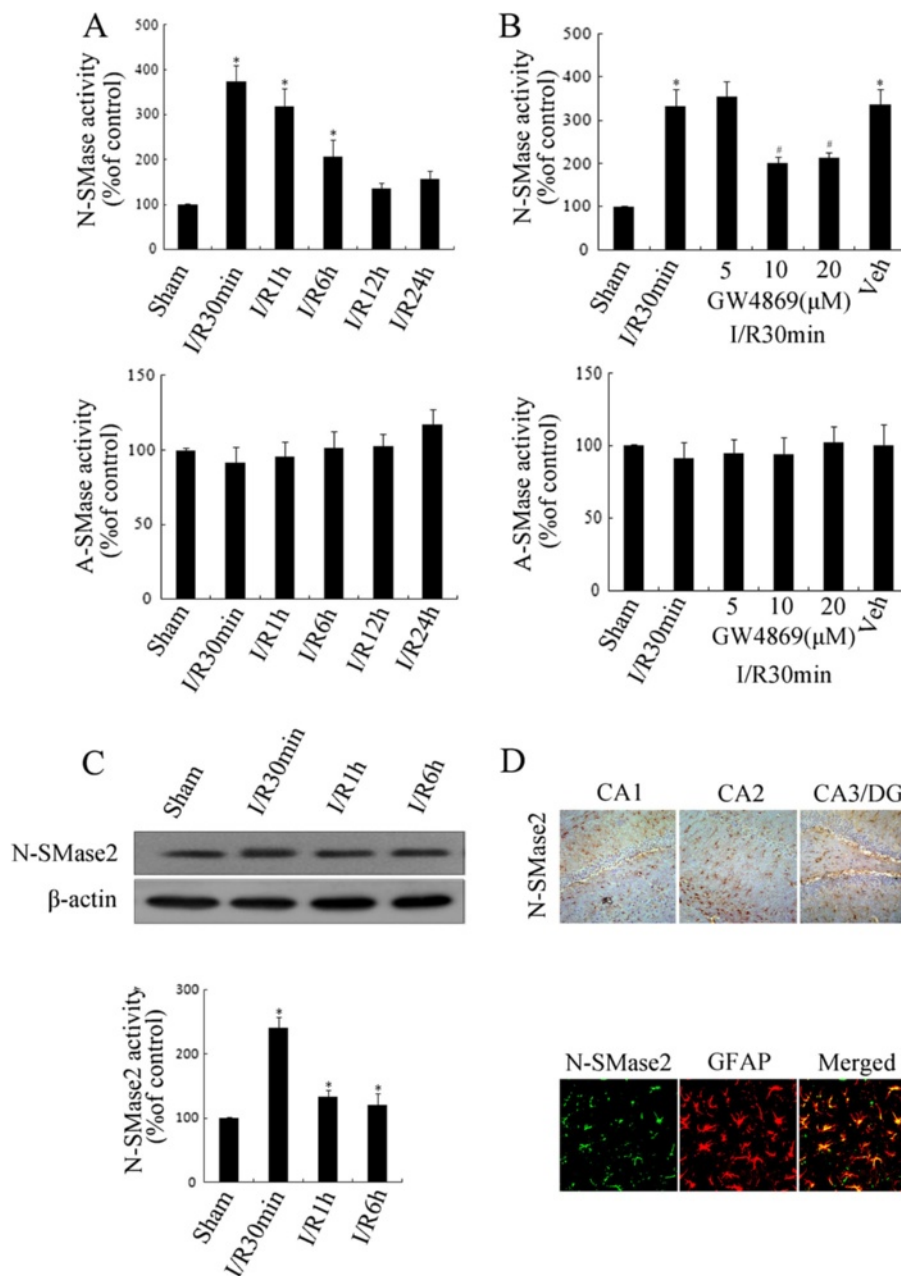 A
N-SMase activity
(%of control)
500
400
300
200
100
0
* * *
Sham I/R30min I/R1h I/R6h I/R12h I/R24h
B
N-SMase activity
(%of control)
500
400
300
200
100
0
* # # *
Sham I/R30min 5 10 20 Veh
GW4869(μM)
I/R30min
A-SMase activity
(%of control)
150
100
50
0
Sham I/R30min I/R1h I/R6h I/R12h I/R24h
A-SMase activity
(%of control)
150
100
50
0
Sham I/R30min 5 10 20 Veh
GW4869(μM)
I/R30min
C
Sham I/R30min I/R1h I/R6h
N-SMase2
β-actin
N-SMase2 activity
(%of control)
300
200
100
0
* * *
Sham I/R30min I/R1h I/R6h
D
CA1 CA2 CA3/DG
N-SMase2
N-SMase2 GFAP Merged